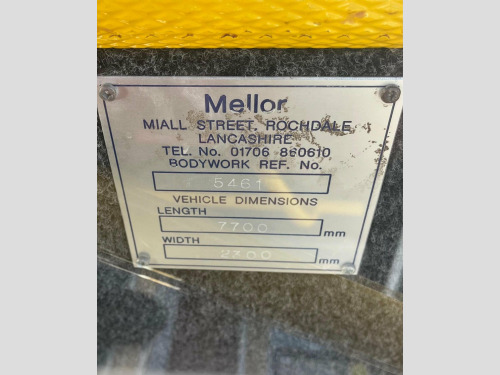 Mellor
MIALL STREET, ROCHDALE
LANCASHIRE
TEL. No. 01706 860610
BODYWORK REF. No.
5461
VEHICLE DIMENSIONS
LENGTH
7700 mm
WIDTH
2300 mm